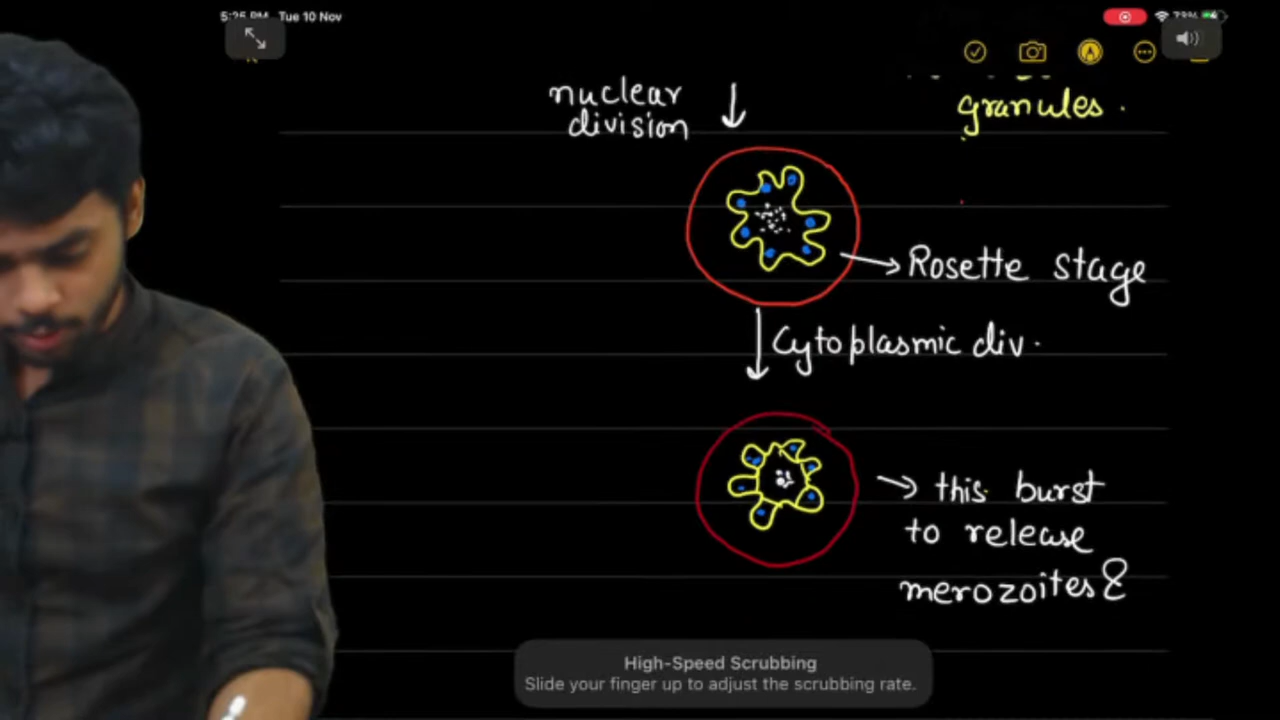 5:25 PM Tue 10 Nov
73%
nuclear
division
granules.
Rosette stage
Cytoplasmic div.
this burst
to release
merozoites &
High-Speed Scrubbing
Slide your finger up to adjust the scrubbing rate.